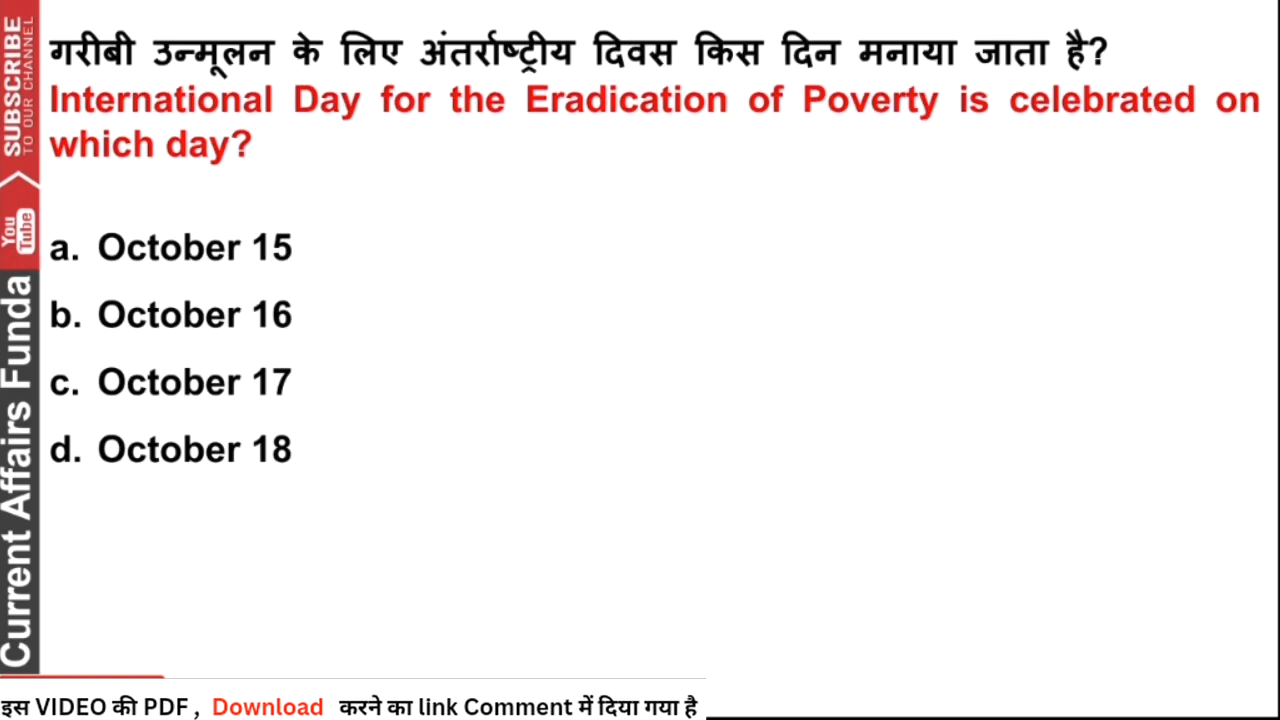 गरीबी उन्मूलन के लिए अंतर्राष्ट्रीय दिवस किस दिन मनाया जाता है?
International Day for the Eradication of Poverty is celebrated on
which day?
a. October 15
b. October 16
c. October 17
d. October 18
SUBSCRIBE
TO OUR CHANNEL
You Tube
Current Affairs Funda
इस VIDEO की PDF , Download करने का link Comment में दिया गया है